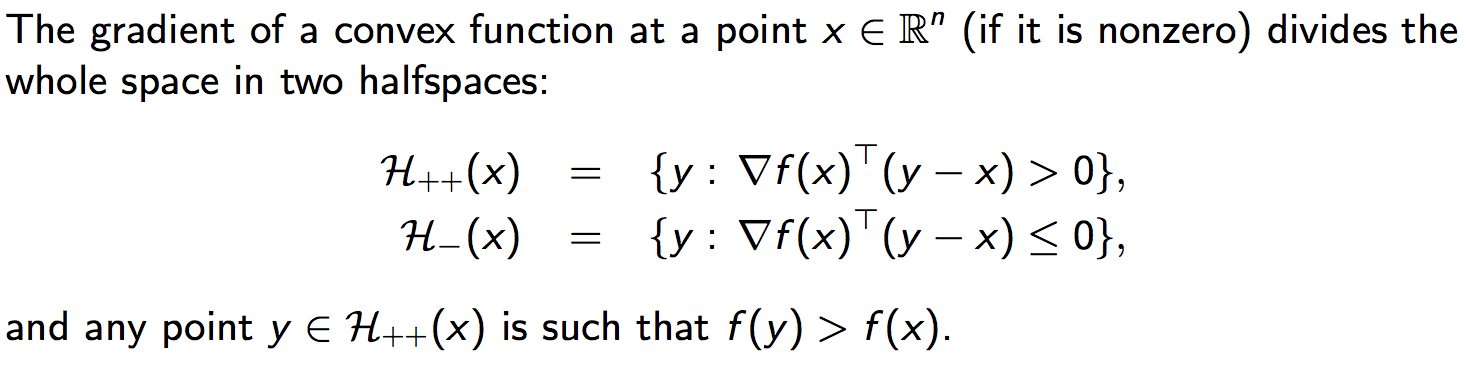 The gradient of a convex function at a point x ∈ ℝⁿ (if it is nonzero) divides the
whole space in two halfspaces:
ℋ₊₊(x) = {y : ∇f(x)^⊤(y − x) > 0},
ℋ₋(x) = {y : ∇f(x)^⊤(y − x) ≤ 0},
and any point y ∈ ℋ₊₊(x) is such that f(y) > f(x).